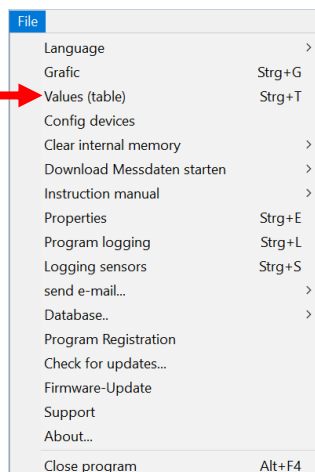 File
Language
Grafic Strg+G
Values (table) Strg+T
Config devices
Clear internal memory
Download Messdaten starten
Instruction manual
Properties Strg+E
Program logging Strg+L
Logging sensors Strg+S
send e-mail...
Database..
Program Registration
Check for updates...
Firmware-Update
Support
About...
Close program Alt+F4